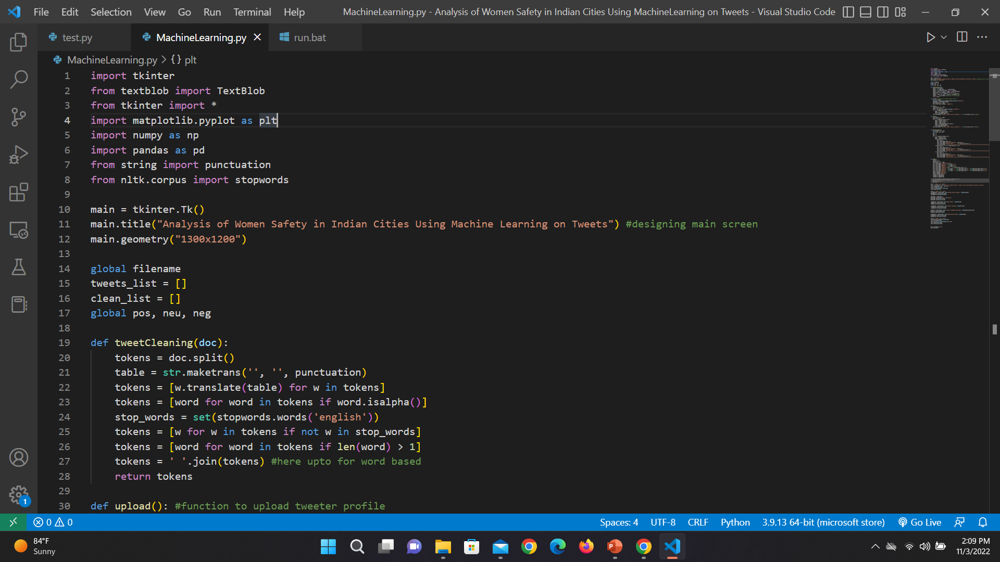 File Edit Selection View Go Run Terminal Help MachineLearning.py - Analysis of Women Safety in Indian Cities Using MachineLearning on Tweets - Visual Studio Code
test.py MachineLearning.py run.bat
MachineLearning.py > {} plt
1 import tkinter
2 from textblob import TextBlob
3 from tkinter import *
4 import matplotlib.pyplot as plt
5 import numpy as np
6 import pandas as pd
7 from string import punctuation
8 from nltk.corpus import stopwords
9
10 main = tkinter.Tk()
11 main.title("Analysis of Women Safety in Indian Cities Using Machine Learning on Tweets") #designing main screen
12 main.geometry("1300x1200")
13
14 global filename
15 tweets_list = []
16 clean_list = []
17 global pos, neu, neg
18
19 def tweetCleaning(doc):
20     tokens = doc.split()
21     table = str.maketrans('', '', punctuation)
22     tokens = [w.translate(table) for w in tokens]
23     tokens = [word for word in tokens if word.isalpha()]
24     stop_words = set(stopwords.words('english'))
25     tokens = [w for w in tokens if not w in stop_words]
26     tokens = [word for word in tokens if len(word) > 1]
27     tokens = ' '.join(tokens) #here upto for word based
28     return tokens
29
30 def upload(): #function to upload tweeter profile
1
0 0 Spaces: 4 UTF-8 CRLF Python 3.9.13 64-bit (microsoft store) Go Live
84°F
Sunny
2:09 PM
11/3/2022